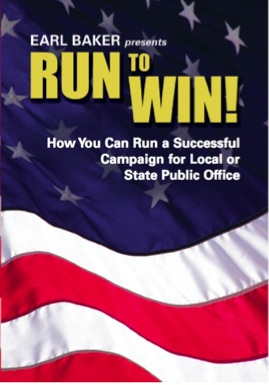 EARL BAKER presents
RUN TO
WIN!
How You Can Run a Successful
Campaign for Local or
State Public Office